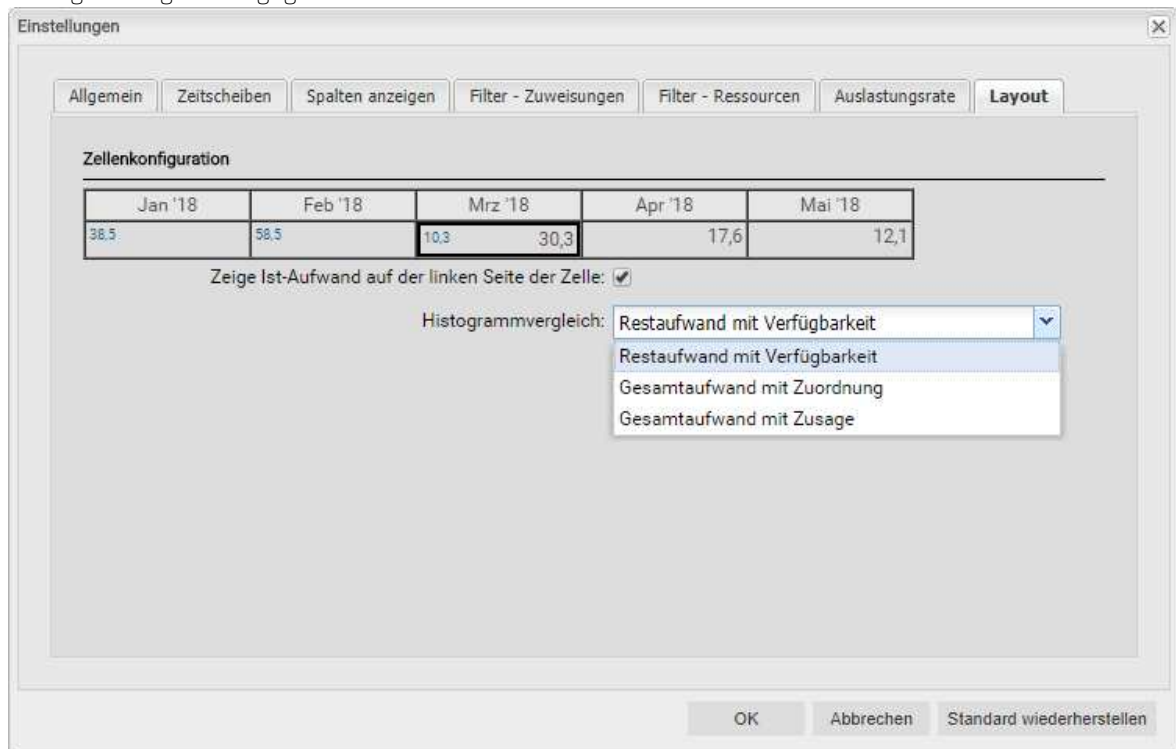 Einstellungen
Allgemein Zeitscheiben Spalten anzeigen Filter - Zuweisungen Filter - Ressourcen Auslastungsrate Layout
Zellenkonfiguration
Jan '18 Feb '18 Mrz '18 Apr '18 Mai '18
38,5 58,5 10,3 30,3 17,6 12,1
Zeige Ist-Aufwand auf der linken Seite der Zelle:
Histogrammvergleich: Restaufwand mit Verfügbarkeit
Restaufwand mit Verfügbarkeit
Gesamtaufwand mit Zuordnung
Gesamtaufwand mit Zusage
OK Abbrechen Standard wiederherstellen